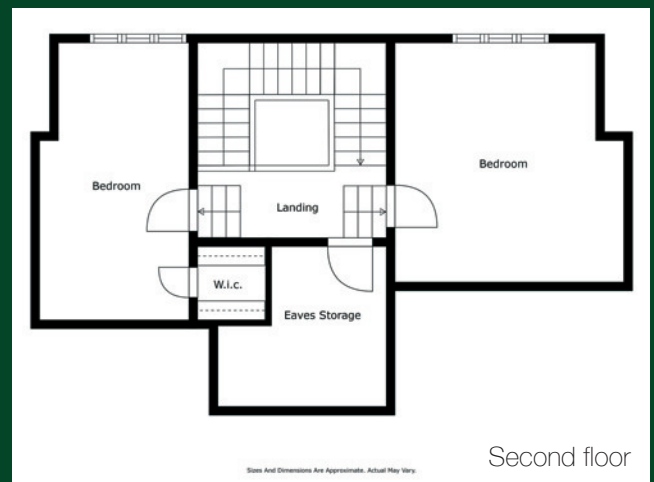 Bedroom
Bedroom
Landing
W.i.c.
Eaves Storage
Second floor
Sizes And Dimensions Are Approximate. Actual May Vary.